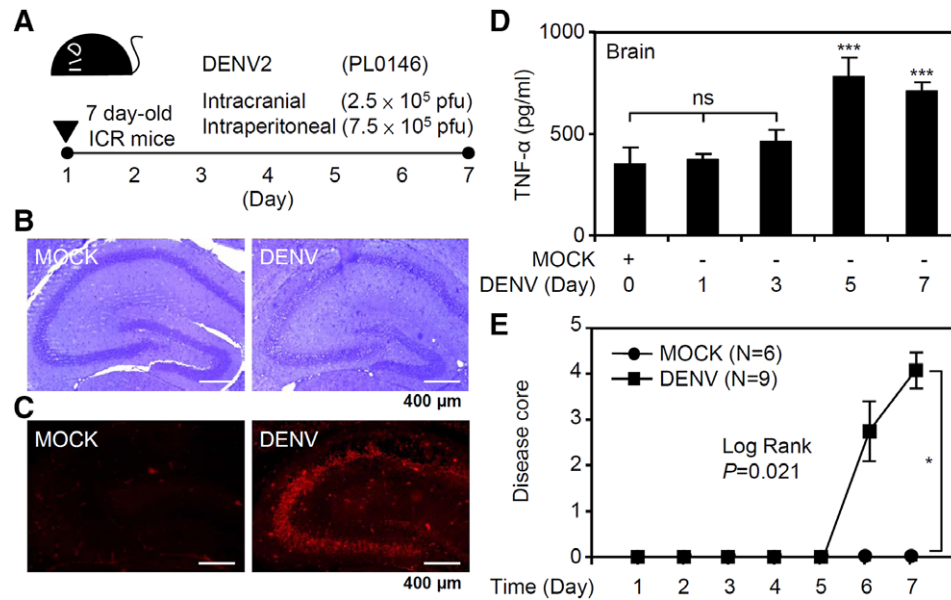 A
DENV2 (PL0146)
7 day-old
ICR mice
Intracranial (2.5 × 10⁵ pfu)
Intraperitoneal (7.5 × 10⁵ pfu)
1 2 3 4 5 6 7
(Day)
B
MOCK DENV
400 µm
C
MOCK DENV
400 µm
D
Brain
TNF-α (pg/ml)
1000
500
0
ns
***
***
MOCK + - - - -
DENV (Day) 0 1 3 5 7
E
Disease core
5
4
3
2
1
0
MOCK (N=6)
DENV (N=9)
Log Rank
P=0.021
*
Time (Day) 1 2 3 4 5 6 7